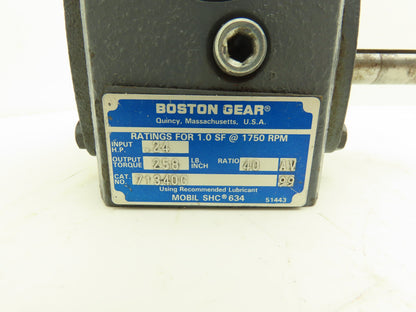 BOSTON GEAR®
Quincy, Massachusetts, U.S.A.
RATINGS FOR 1.0 SF @ 1750 RPM
INPUT H.P. .24
OUTPUT TORQUE 258 LB. INCH RATIO 40 AV
CAT. NO. 71340G 99
Using Recommended Lubricant
MOBIL SHC® 634 51443